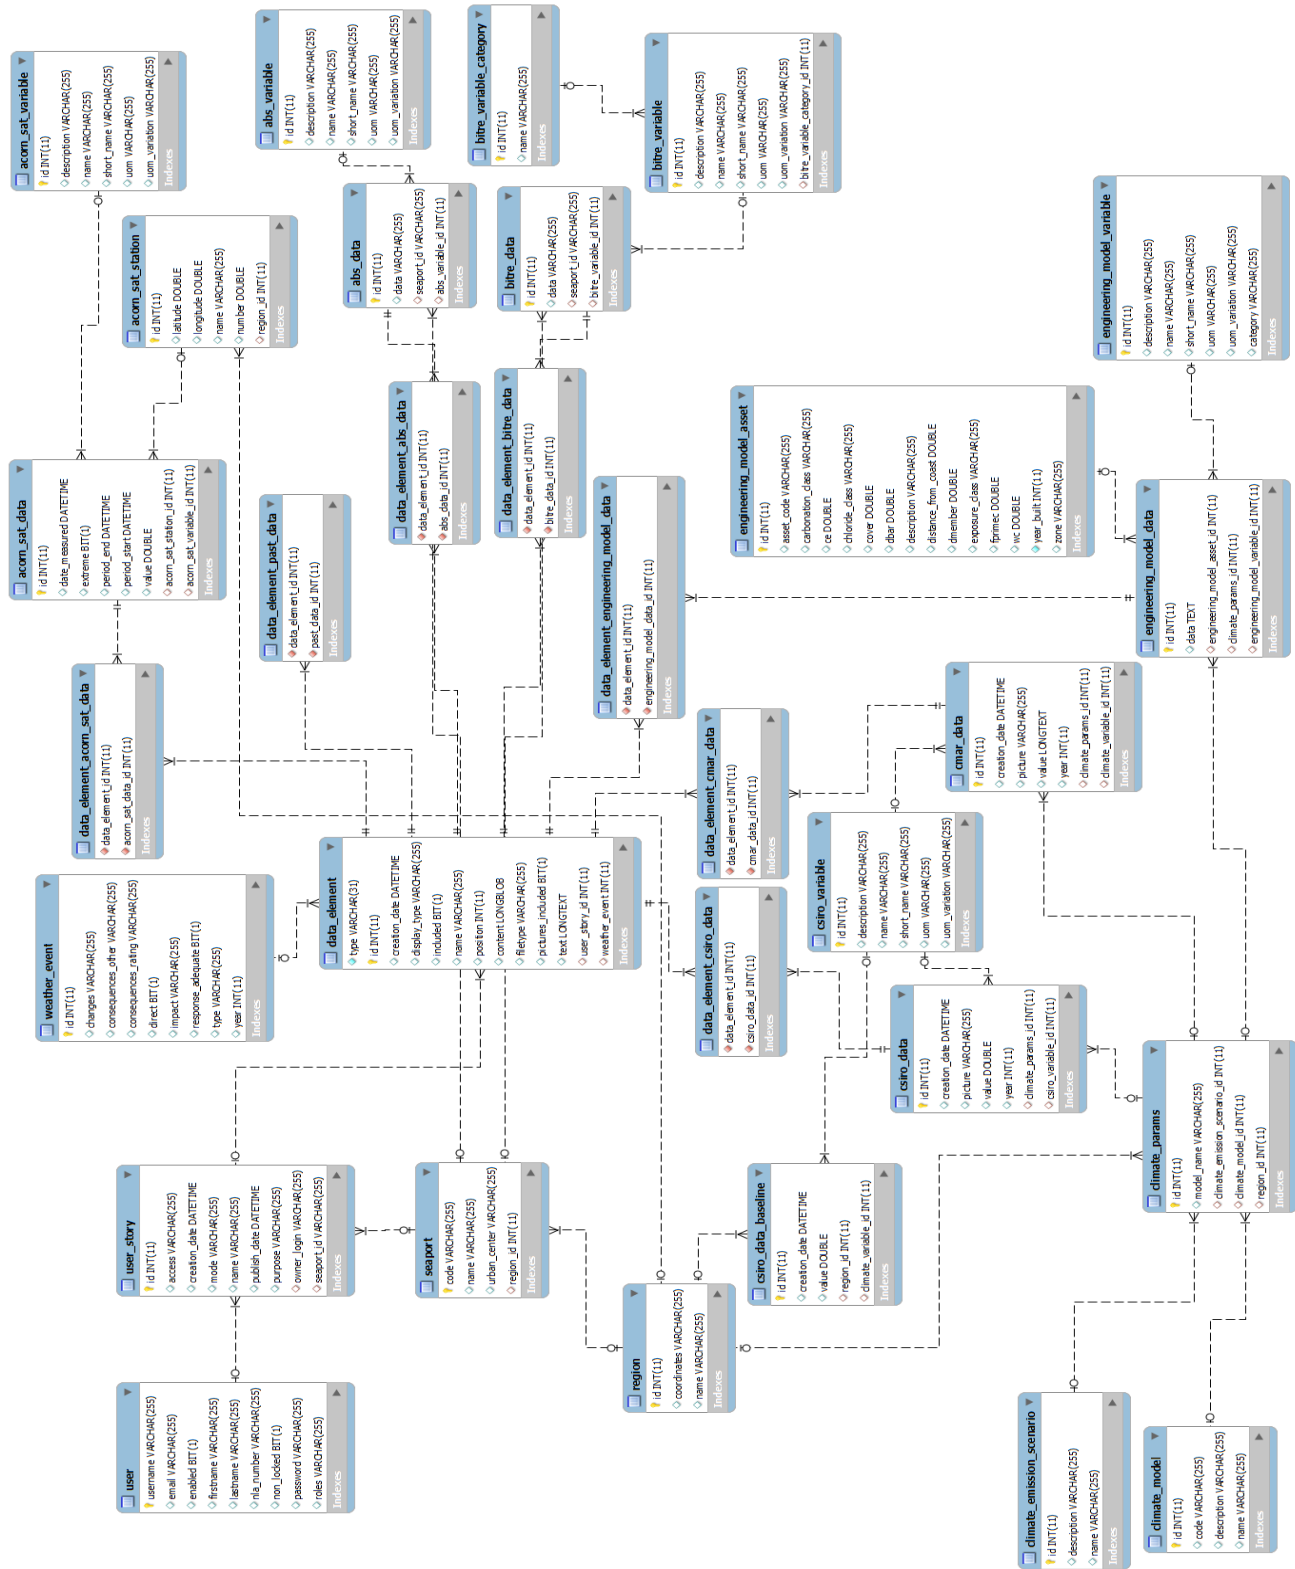 user
username VARCHAR(255)
email VARCHAR(255)
enabled BIT(1)
firstname VARCHAR(255)
lastname VARCHAR(255)
nla_number VARCHAR(255)
non_locked BIT(1)
password VARCHAR(255)
roles VARCHAR(255)
Indexes
user_story
id INT(11)
access VARCHAR(255)
creation_date DATETIME
mode VARCHAR(255)
name VARCHAR(255)
publish_date DATETIME
purpose VARCHAR(255)
owner_login VARCHAR(255)
seaport_id VARCHAR(255)
Indexes
weather_event
id INT(11)
changes VARCHAR(255)
consequences_other VARCHAR(255)
consequences_rating VARCHAR(255)
direct BIT(1)
impact VARCHAR(255)
response_adequate BIT(1)
type VARCHAR(255)
year INT(11)
Indexes
data_element_acorn_sat_data
data_element_id INT(11)
acorn_sat_data_id INT(11)
Indexes
acorn_sat_data
id INT(11)
date_measured DATETIME
extreme BIT(1)
period_end DATETIME
period_start DATETIME
value DOUBLE
acorn_sat_station_id INT(11)
acorn_sat_variable_id INT(11)
Indexes
acorn_sat_station
id INT(11)
latitude DOUBLE
longitude DOUBLE
name VARCHAR(255)
number DOUBLE
region_id INT(11)
Indexes
acorn_sat_variable
id INT(11)
description VARCHAR(255)
name VARCHAR(255)
short_name VARCHAR(255)
uom VARCHAR(255)
uom_variation VARCHAR(255)
Indexes
seaport
code VARCHAR(255)
name VARCHAR(255)
urban_center VARCHAR(255)
region_id INT(11)
Indexes
data_element
type VARCHAR(31)
id INT(11)
creation_date DATETIME
display_type VARCHAR(255)
included BIT(1)
name VARCHAR(255)
position INT(11)
content LONGBLOB
filetype VARCHAR(255)
pictures_included BIT(1)
text LONGTEXT
user_story_id INT(11)
weather_event INT(11)
Indexes
data_element_past_data
data_element_id INT(11)
past_data_id INT(11)
Indexes
data_element_abs_data
data_element_id INT(11)
abs_data_id INT(11)
Indexes
abs_data
id INT(11)
data VARCHAR(255)
seaport_id VARCHAR(255)
abs_variable_id INT(11)
Indexes
abs_variable
id INT(11)
description VARCHAR(255)
name VARCHAR(255)
short_name VARCHAR(255)
uom VARCHAR(255)
uom_variation VARCHAR(255)
Indexes
data_element_bitre_data
data_element_id INT(11)
bitre_data_id INT(11)
Indexes
bitre_data
id INT(11)
data VARCHAR(255)
seaport_id VARCHAR(255)
bitre_variable_id INT(11)
Indexes
bitre_variable_category
id INT(11)
name VARCHAR(255)
Indexes
bitre_variable
id INT(11)
description VARCHAR(255)
name VARCHAR(255)
short_name VARCHAR(255)
uom VARCHAR(255)
uom_variation VARCHAR(255)
bitre_variable_category_id INT(11)
Indexes
region
id INT(11)
coordinates VARCHAR(255)
name VARCHAR(255)
Indexes
data_element_engineering_model_data
data_element_id INT(11)
engineering_model_data_id INT(11)
Indexes
csiro_data_baseline
id INT(11)
creation_date DATETIME
value DOUBLE
region_id INT(11)
climate_variable_id INT(11)
Indexes
data_element_csiro_data
data_element_id INT(11)
csiro_data_id INT(11)
Indexes
data_element_cmar_data
data_element_id INT(11)
cmar_data_id INT(11)
Indexes
engineering_model_asset
id INT(11)
asset_code VARCHAR(255)
carbonation_class VARCHAR(255)
ce DOUBLE
chloride_class VARCHAR(255)
cover DOUBLE
dbar DOUBLE
description VARCHAR(255)
distance_from_coast DOUBLE
dmember DOUBLE
exposure_class VARCHAR(255)
fprimec DOUBLE
wc DOUBLE
year_built INT(11)
zone VARCHAR(255)
Indexes
csiro_variable
id INT(11)
description VARCHAR(255)
name VARCHAR(255)
short_name VARCHAR(255)
uom VARCHAR(255)
uom_variation VARCHAR(255)
Indexes
csiro_data
id INT(11)
creation_date DATETIME
picture VARCHAR(255)
value DOUBLE
year INT(11)
climate_params_id INT(11)
csiro_variable_id INT(11)
Indexes
cmar_data
id INT(11)
creation_date DATETIME
picture VARCHAR(255)
value LONGTEXT
year INT(11)
climate_params_id INT(11)
climate_variable_id INT(11)
Indexes
climate_emission_scenario
id INT(11)
description VARCHAR(255)
name VARCHAR(255)
Indexes
climate_model
id INT(11)
code VARCHAR(255)
description VARCHAR(255)
name VARCHAR(255)
Indexes
climate_params
id INT(11)
model_name VARCHAR(255)
climate_emission_scenario_id INT(11)
climate_model_id INT(11)
region_id INT(11)
Indexes
engineering_model_data
id INT(11)
data TEXT
engineering_model_asset_id INT(11)
climate_params_id INT(11)
engineering_model_variable_id INT(11)
Indexes
engineering_model_variable
id INT(11)
description VARCHAR(255)
name VARCHAR(255)
short_name VARCHAR(255)
uom VARCHAR(255)
uom_variation VARCHAR(255)
category VARCHAR(255)
Indexes